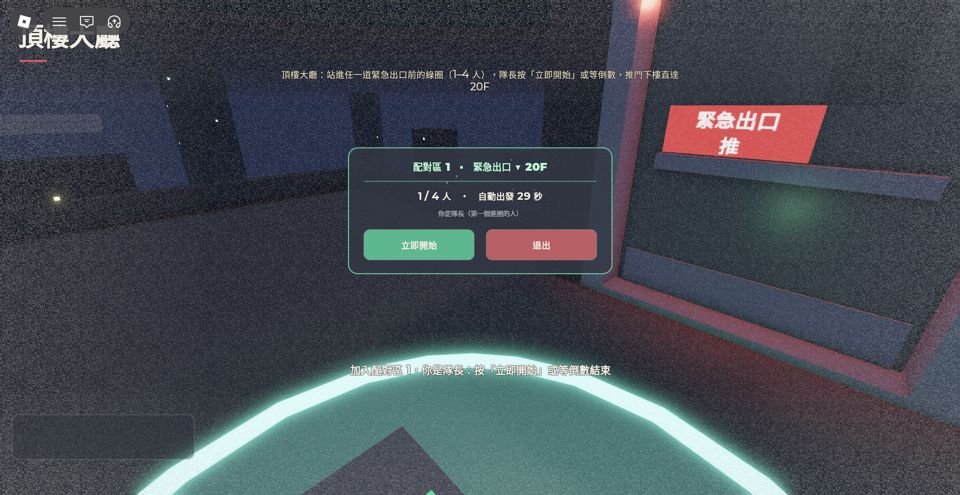 頂樓大廳
頂樓大廳：站進任一道緊急出口前的綠圈（1–4 人），隊長按「立即開始」或等倒數，推門下樓直達
20F
緊急出口
推
配對區 1 • 緊急出口 ▼ 20F
1 / 4 人 • 自動出發 29 秒
你是隊長（第一個進圈的人）
立即開始
退出
加入配對區 1，你是隊長：按「立即開始」或等倒數結束